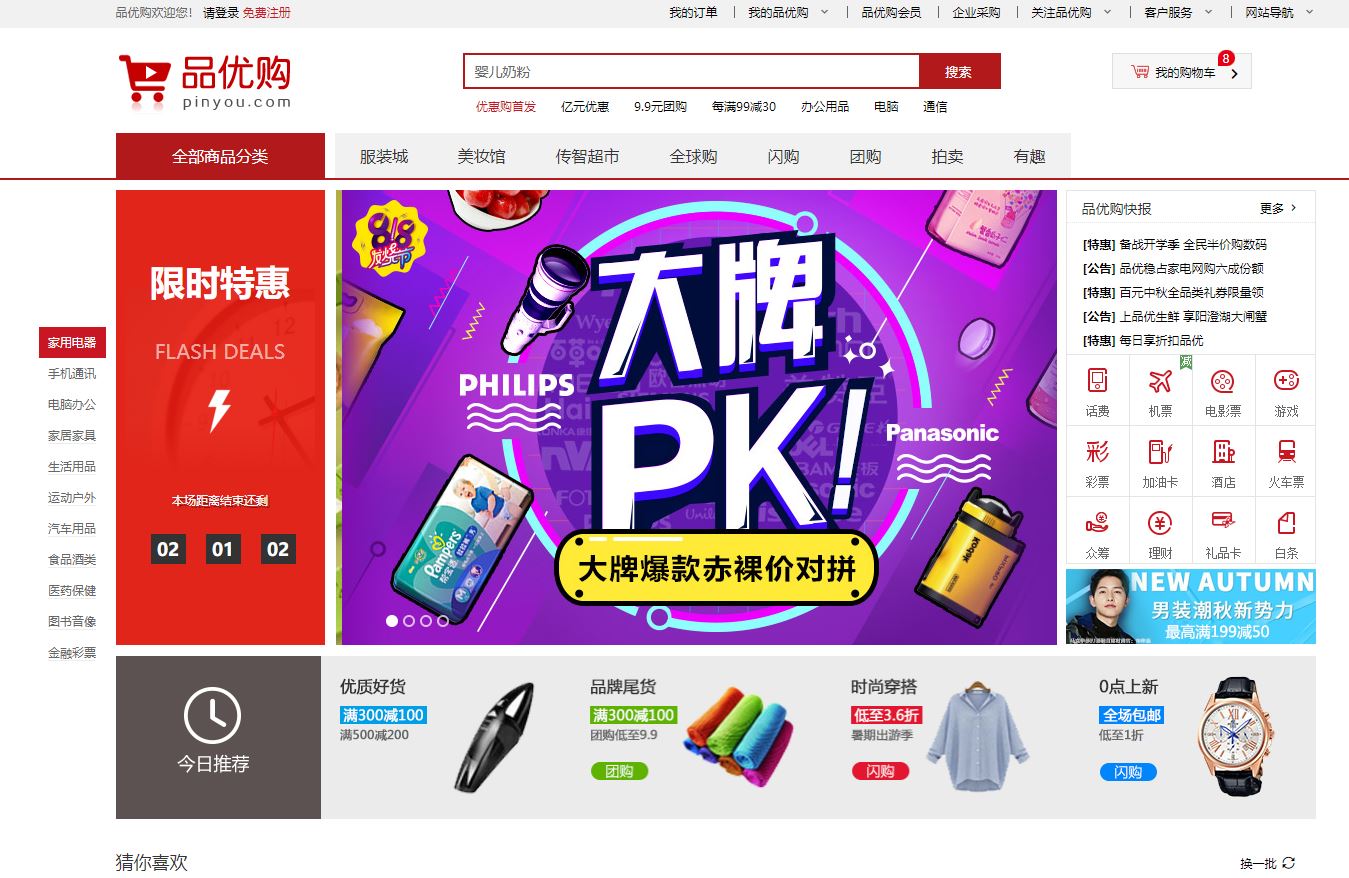 品优购欢迎您! 请登录 免费注册
我的订单 我的品优购 品优购会员 企业采购 关注品优购 客户服务 网站导航
品优购
pinyou.com
婴儿奶粉
搜索
8
我的购物车
优惠购首发 亿元优惠 9.9元团购 每满99减30 办公用品 电脑 通信
全部商品分类
服装城 美妆馆 传智超市 全球购 闪购 团购 拍卖 有趣
家用电器
手机通讯
电脑办公
家居家具
生活用品
运动户外
汽车用品
食品酒类
医药保健
图书音像
金融彩票
限时特惠
FLASH DEALS
本场距离结束还剩
02 01 02
大牌
PK!
PHILIPS
Panasonic
Pampers
Kodak
大牌爆款赤裸价对拼
品优购快报
更多
[特惠] 备战开学季 全民半价购数码
[公告] 品优稳占家电网购六成份额
[特惠] 百元中秋全品类礼券限量领
[公告] 上品优生鲜 享阳澄湖大闸蟹
[特惠] 每日享折扣品优
减
话费 机票 电影票 游戏
彩票 加油卡 酒店 火车票
众筹 理财 礼品卡 白条
NEW AUTUMN
男装潮秋新势力
最高满199减50
今日推荐
优质好货
满300减100
满500减200
品牌尾货
满300减100
团购低至9.9
团购
时尚穿搭
低至3.6折
暑期出游季
闪购
0点上新
全场包邮
低至1折
闪购
猜你喜欢
换一批